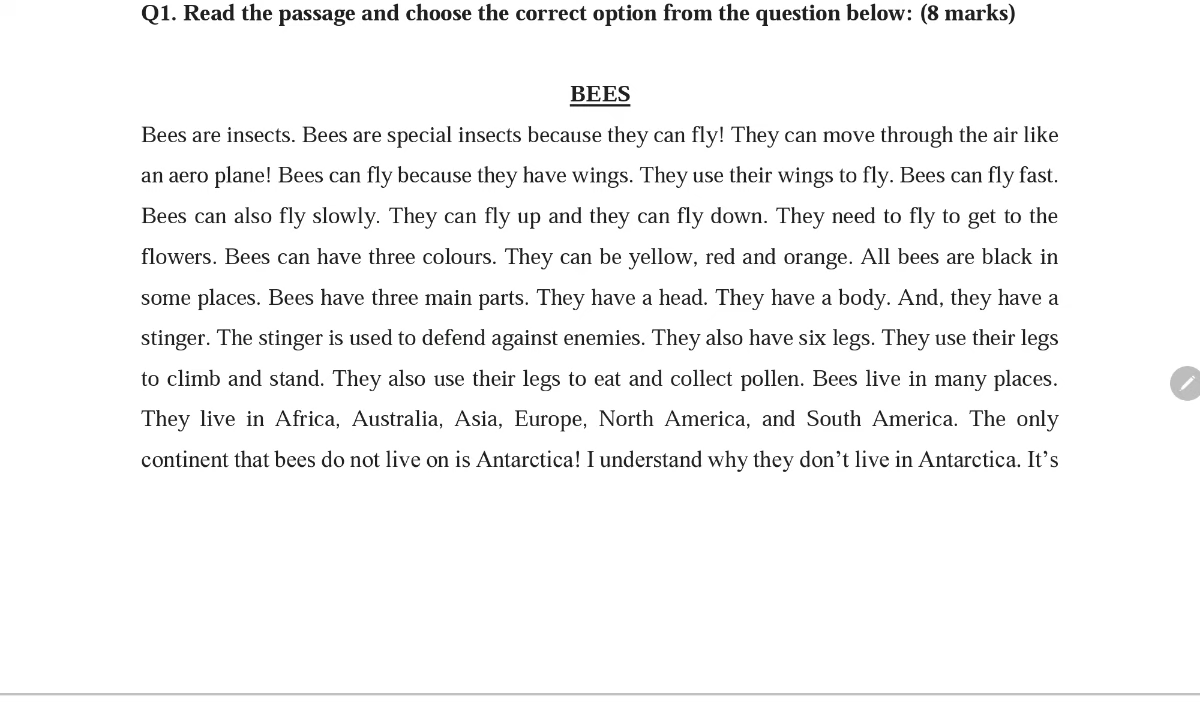 Q1. Read the passage and choose the correct option from the question below: (8 marks)
BEES
Bees are insects. Bees are special insects because they can fly! They can move through the air like
an aero plane! Bees can fly because they have wings. They use their wings to fly. Bees can fly fast.
Bees can also fly slowly. They can fly up and they can fly down. They need to fly to get to the
flowers. Bees can have three colours. They can be yellow, red and orange. All bees are black in
some places. Bees have three main parts. They have a head. They have a body. And, they have a
stinger. The stinger is used to defend against enemies. They also have six legs. They use their legs
to climb and stand. They also use their legs to eat and collect pollen. Bees live in many places.
They live in Africa, Australia, Asia, Europe, North America, and South America. The only
continent that bees do not live on is Antarctica! I understand why they don’t live in Antarctica. It’s